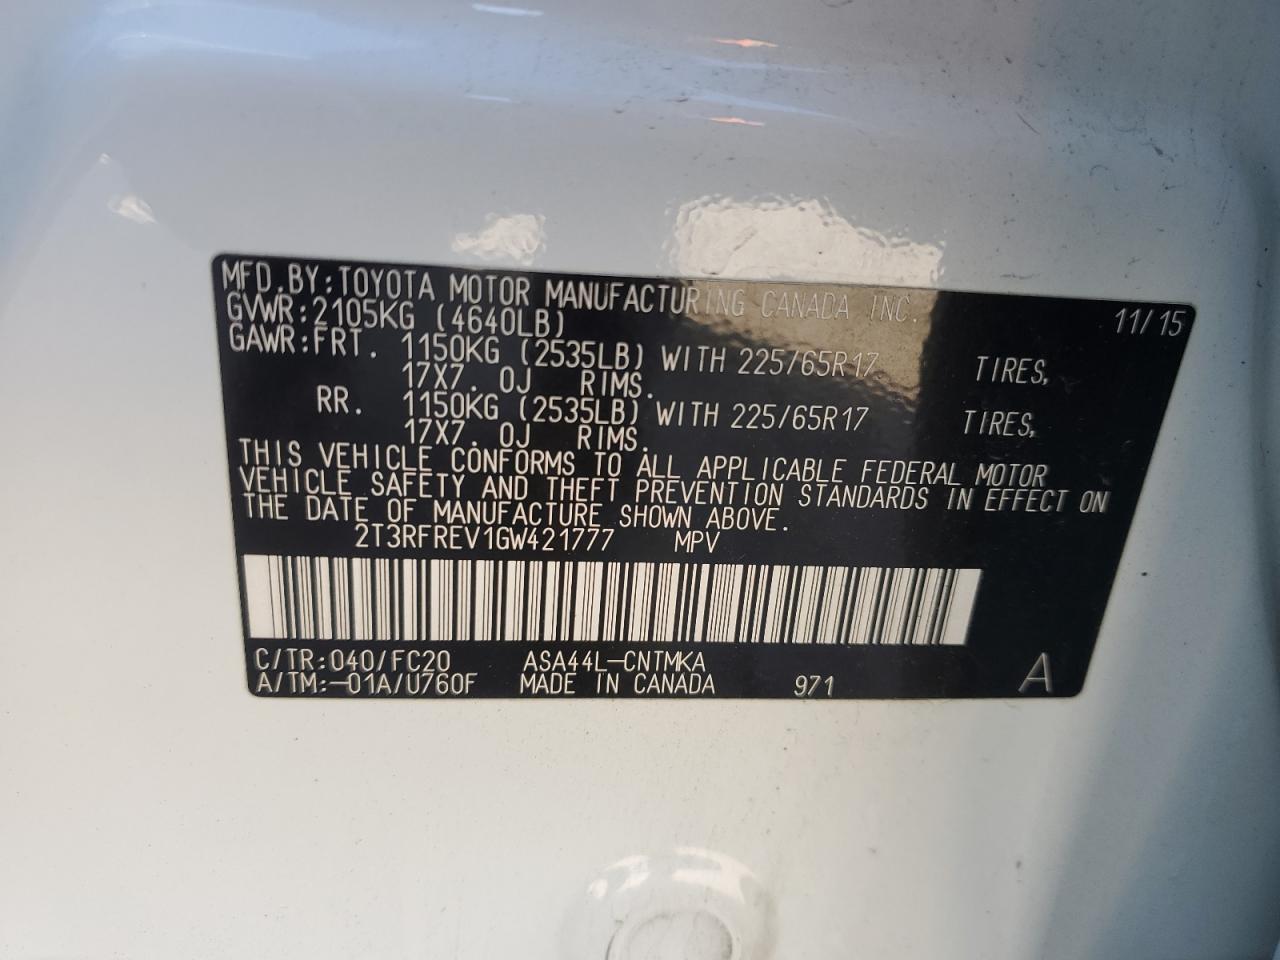 MFD.BY:TOYOTA MOTOR MANUFACTURING CANADA INC. 11/15
GVWR:2105KG (4640LB)
GAWR:FRT. 1150KG (2535LB) WITH 225/65R17 TIRES,
17X7.0J RIMS.
RR. 1150KG (2535LB) WITH 225/65R17 TIRES,
17X7.0J RIMS.
THIS VEHICLE CONFORMS TO ALL APPLICABLE FEDERAL MOTOR
VEHICLE SAFETY AND THEFT PREVENTION STANDARDS IN EFFECT ON
THE DATE OF MANUFACTURE SHOWN ABOVE.
2T3RFREV1GW421777 MPV
C/TR:040/FC20 ASA44L-CNTMKA
A/TM:-01A/U760F MADE IN CANADA 971 A